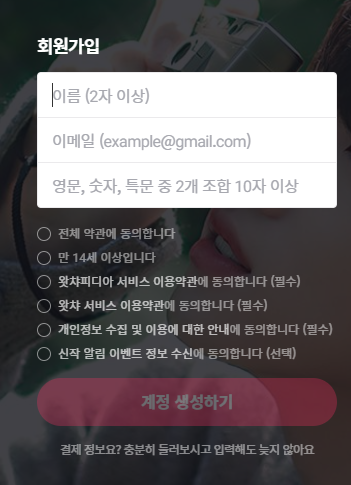 회원가입
이름 (2자 이상)
이메일 (example@gmail.com)
영문, 숫자, 특문 중 2개 조합 10자 이상
전체 약관에 동의합니다
만 14세 이상입니다
왓챠피디아 서비스 이용약관에 동의합니다 (필수)
왓챠 서비스 이용약관에 동의합니다 (필수)
개인정보 수집 및 이용에 대한 안내에 동의합니다 (필수)
신작 알림 이벤트 정보 수신에 동의합니다 (선택)
계정 생성하기
결제 정보요? 충분히 둘러보시고 입력해도 늦지 않아요